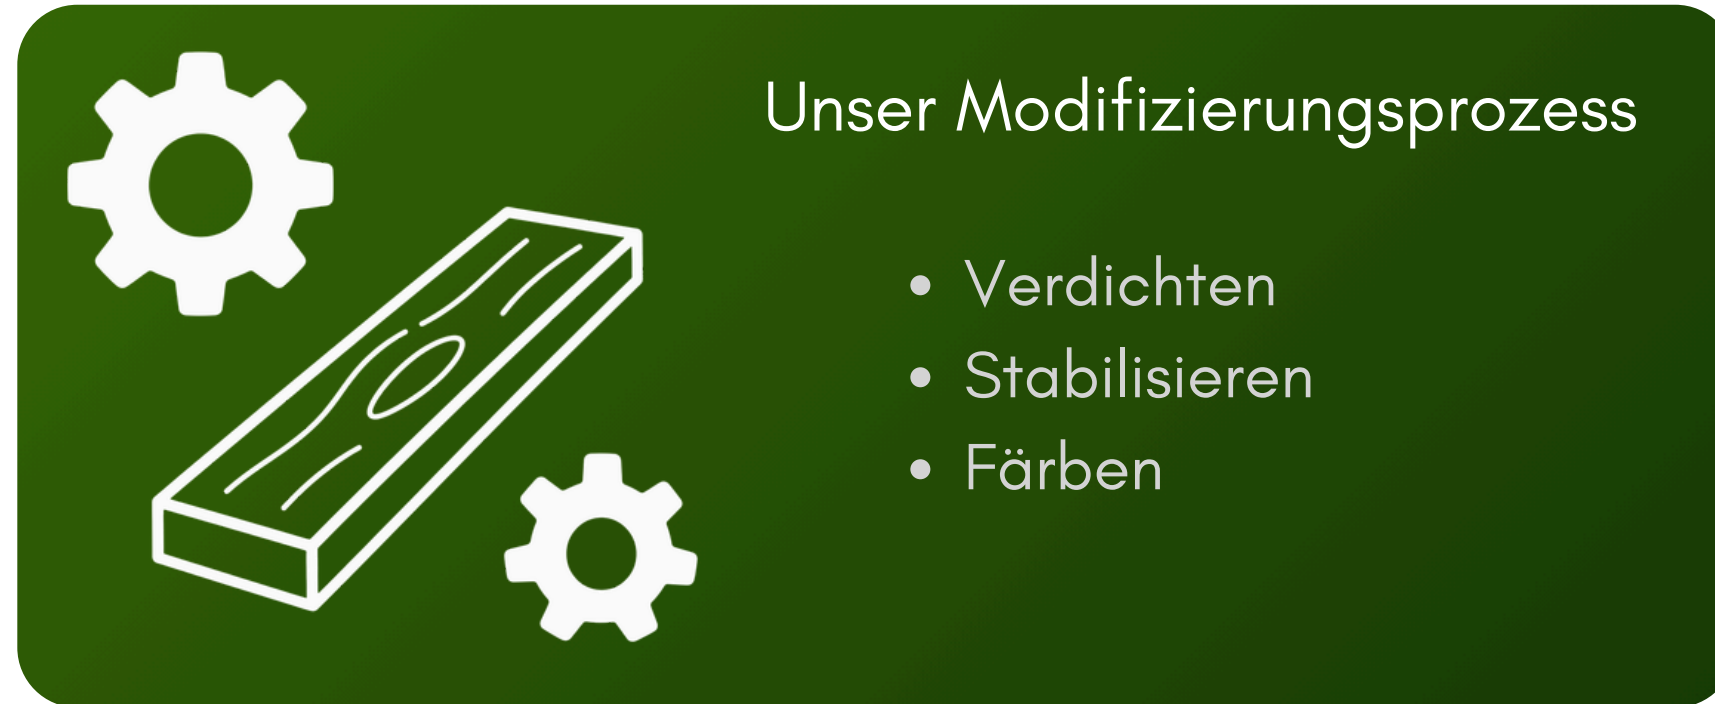 Unser Modifizierungsprozess
• Verdichten
• Stabilisieren
• Färben